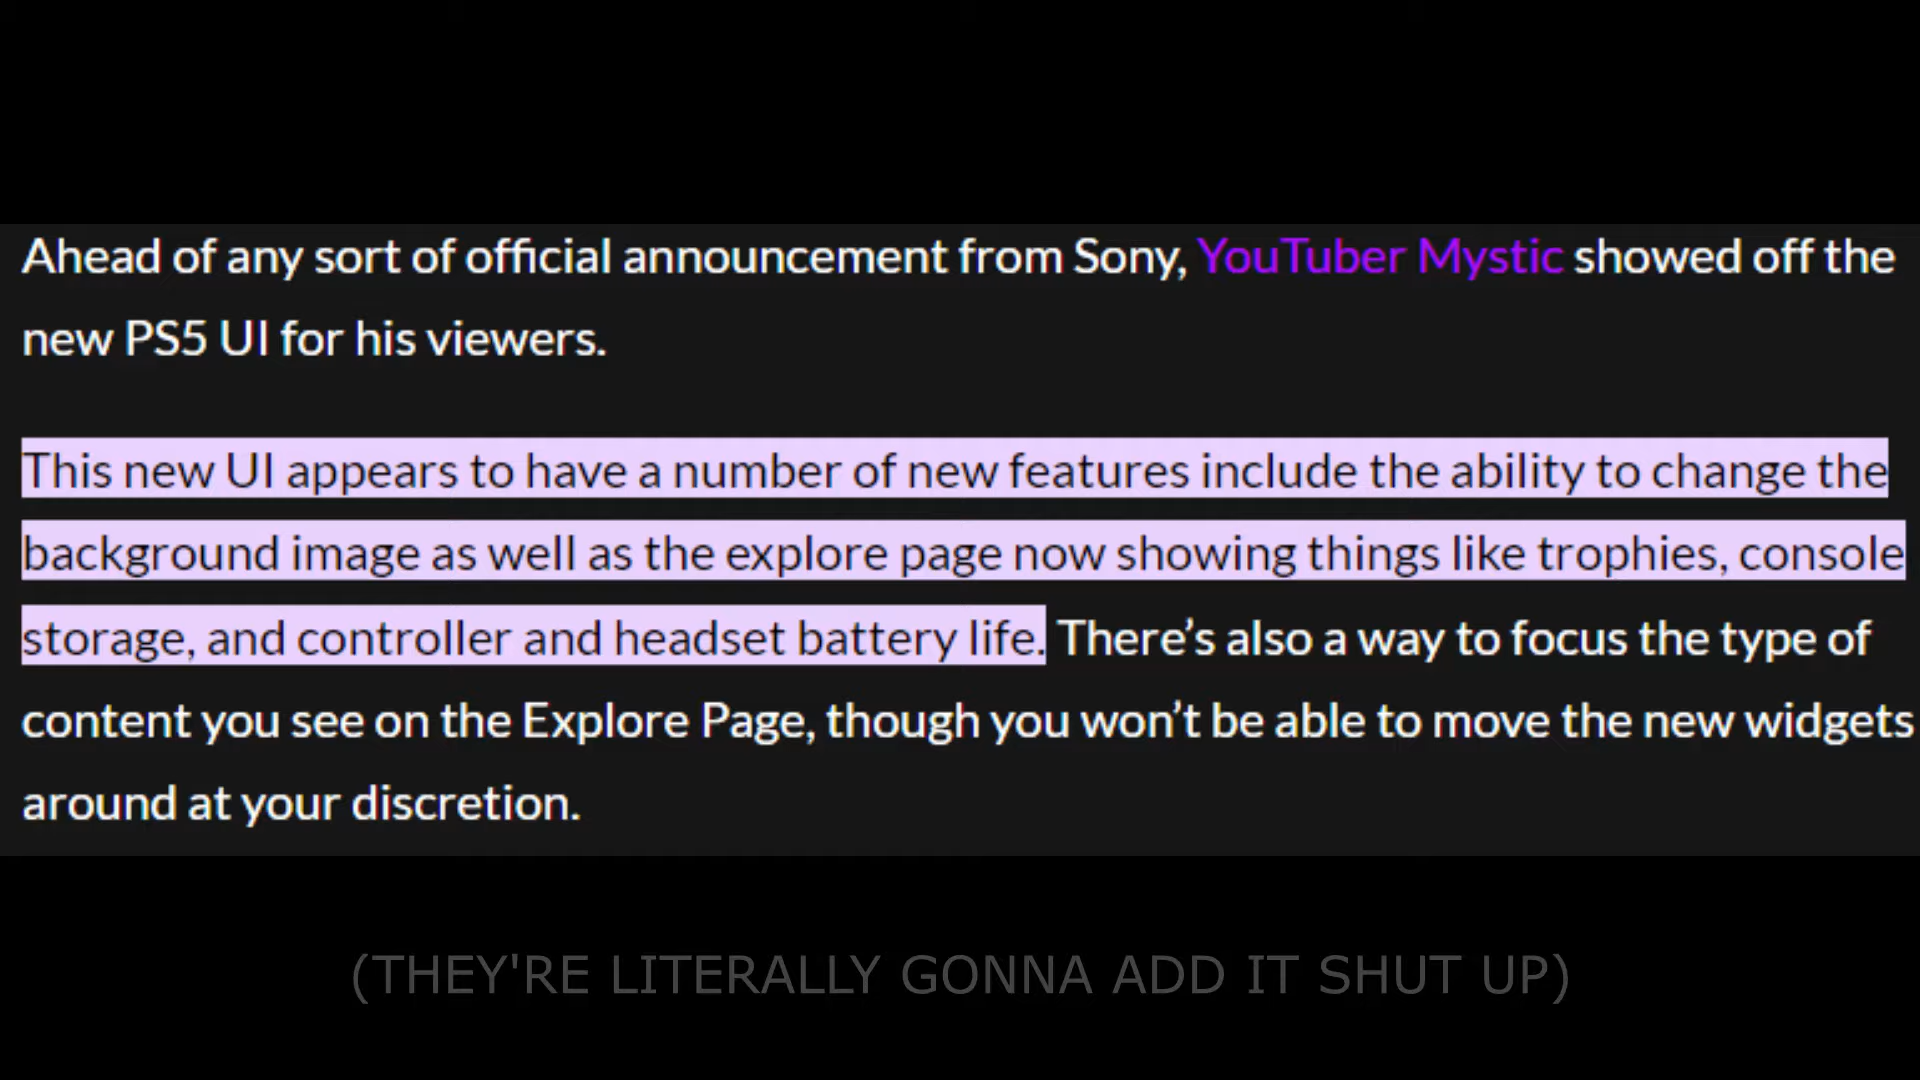 Ahead of any sort of official announcement from Sony, YouTuber Mystic showed off the
new PS5 UI for his viewers.
This new UI appears to have a number of new features include the ability to change the
background image as well as the explore page now showing things like trophies, console
storage, and controller and headset battery life. There’s also a way to focus the type of
content you see on the Explore Page, though you won’t be able to move the new widgets
around at your discretion.
(THEY'RE LITERALLY GONNA ADD IT SHUT UP)